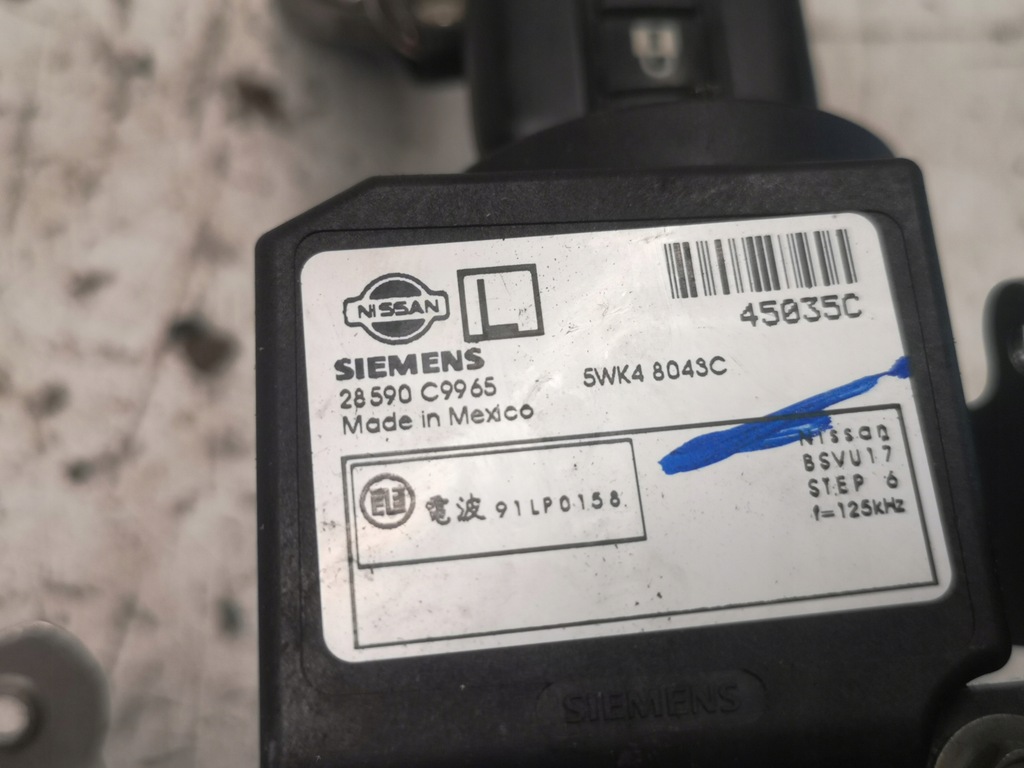 NISSAN
L
45035C
SIEMENS
28590 C9965
5WK4 8043C
Made in Mexico
Nissan
BSVU17
STEP 6
f=125kHz
電波 91LP0158.
SIEMENS